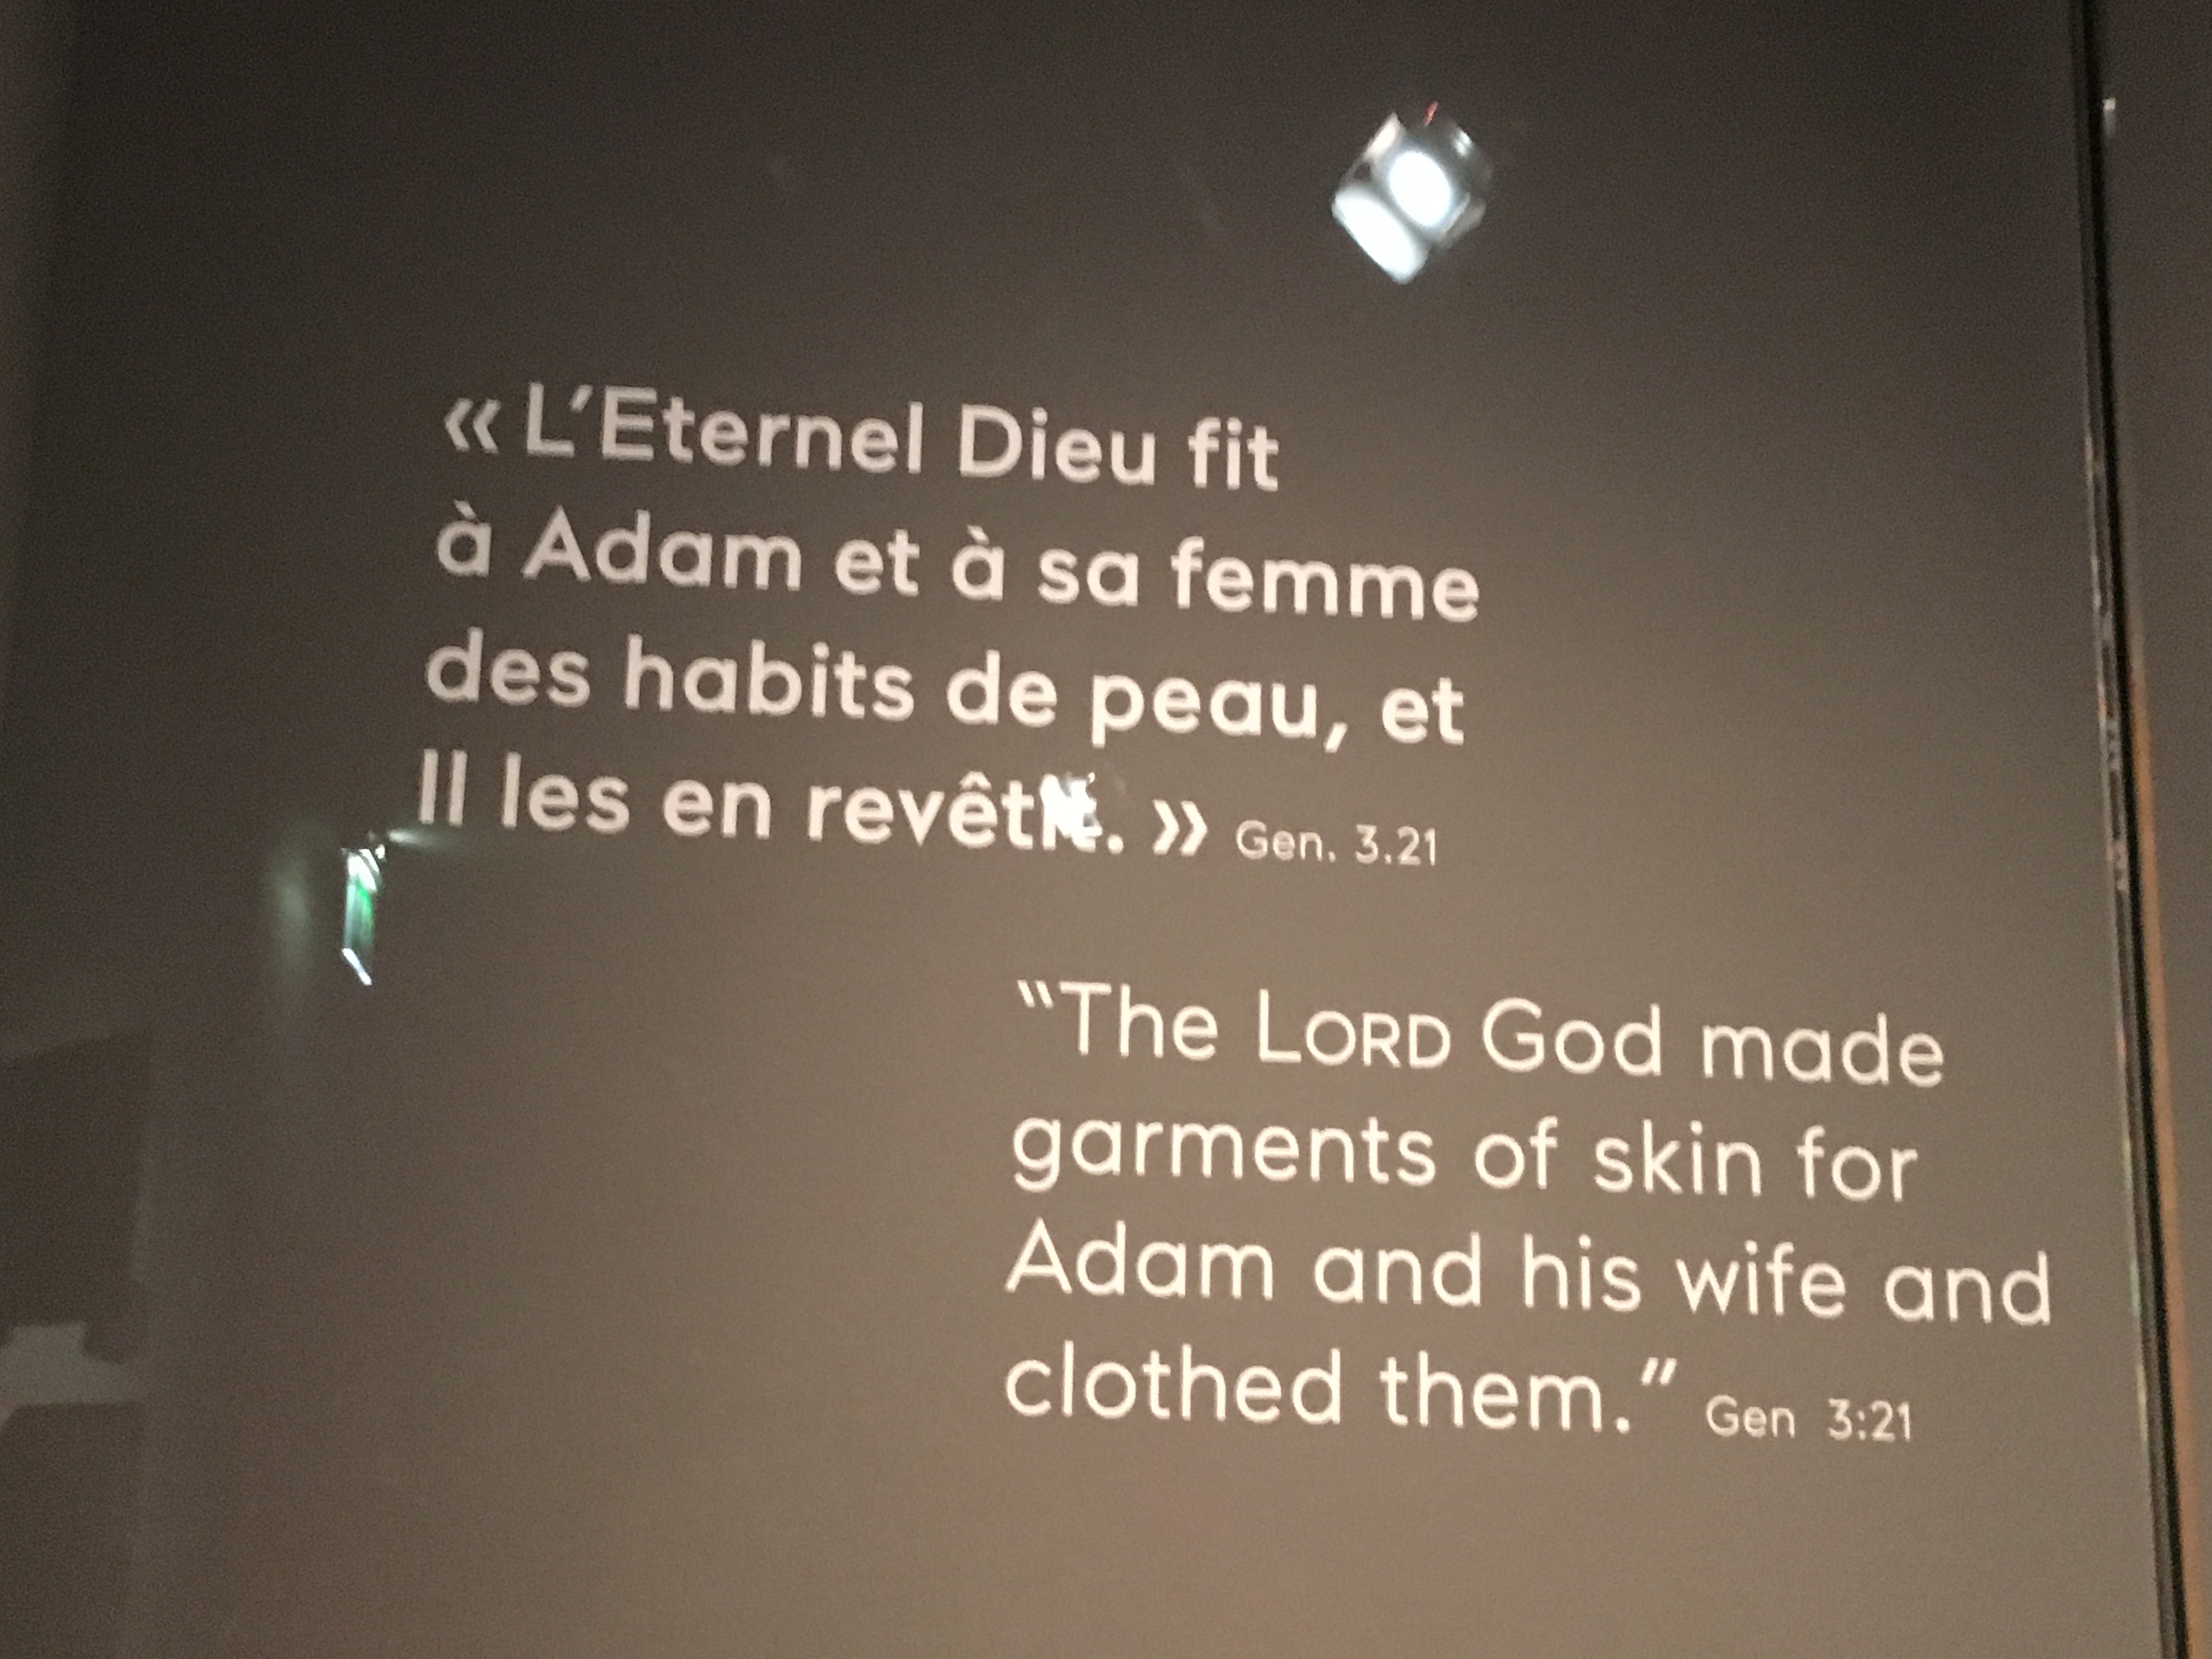 « L’Eternel Dieu fit
à Adam et à sa femme
des habits de peau, et
Il les en revêtit. » Gen. 3.21
“The LORD God made
garments of skin for
Adam and his wife and
clothed them.” Gen 3:21